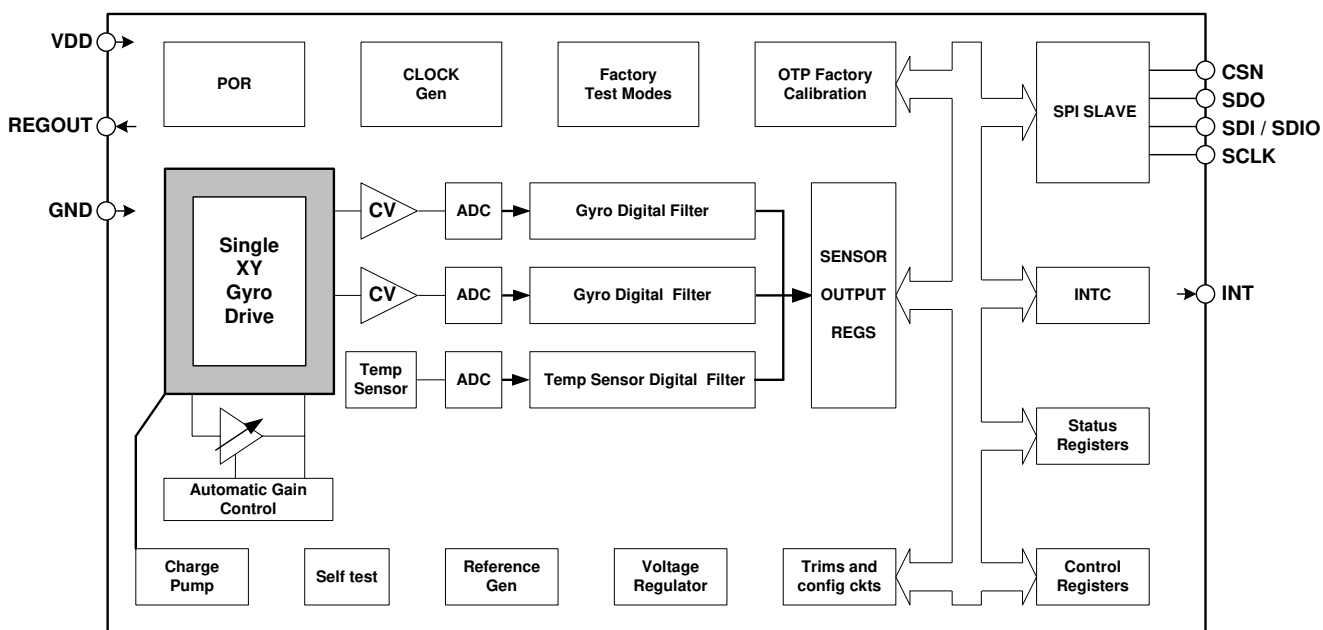 VDD
POR
CLOCK
Gen
Factory
Test Modes
OTP Factory
Calibration
SPI SLAVE
CSN
SDO
SDI / SDIO
SCLK
REGOUT
GND
Single
XY
Gyro
Drive
CV
ADC
Gyro Digital Filter
CV
ADC
Gyro Digital Filter
Temp
Sensor
ADC
Temp Sensor Digital Filter
SENSOR
OUTPUT
REGS
INTC
INT
Status
Registers
Automatic Gain
Control
Charge
Pump
Self test
Reference
Gen
Voltage
Regulator
Trims and
config ckts
Control
Registers